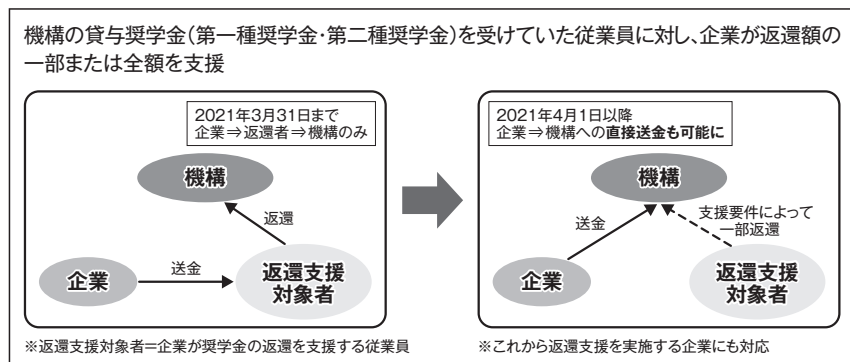 機構の貸与奨学金(第一種奨学金・第二種奨学金)を受けていた従業員に対し、企業が返還額の
一部または全額を支援
2021年3月31日まで
企業⇒返還者⇒機構のみ
機構
返還
企業
送金
返還支援
対象者
※返還支援対象者=企業が奨学金の返還を支援する従業員
2021年4月1日以降
企業⇒機構への直接送金も可能に
機構
送金
支援要件によって
一部返還
企業
返還支援
対象者
※これから返還支援を実施する企業にも対応